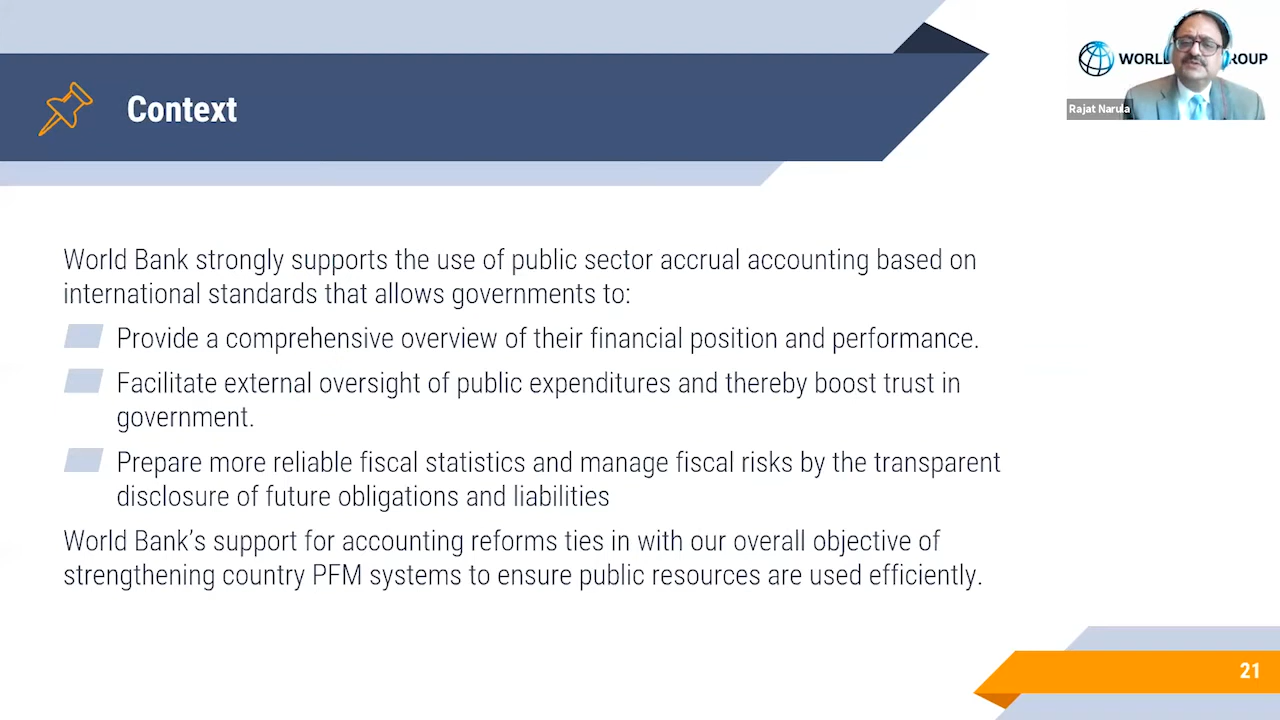 Context
WORL ROUP
Rajat Narula
World Bank strongly supports the use of public sector accrual accounting based on
international standards that allows governments to:
Provide a comprehensive overview of their financial position and performance.
Facilitate external oversight of public expenditures and thereby boost trust in
government.
Prepare more reliable fiscal statistics and manage fiscal risks by the transparent
disclosure of future obligations and liabilities
World Bank’s support for accounting reforms ties in with our overall objective of
strengthening country PFM systems to ensure public resources are used efficiently.
21